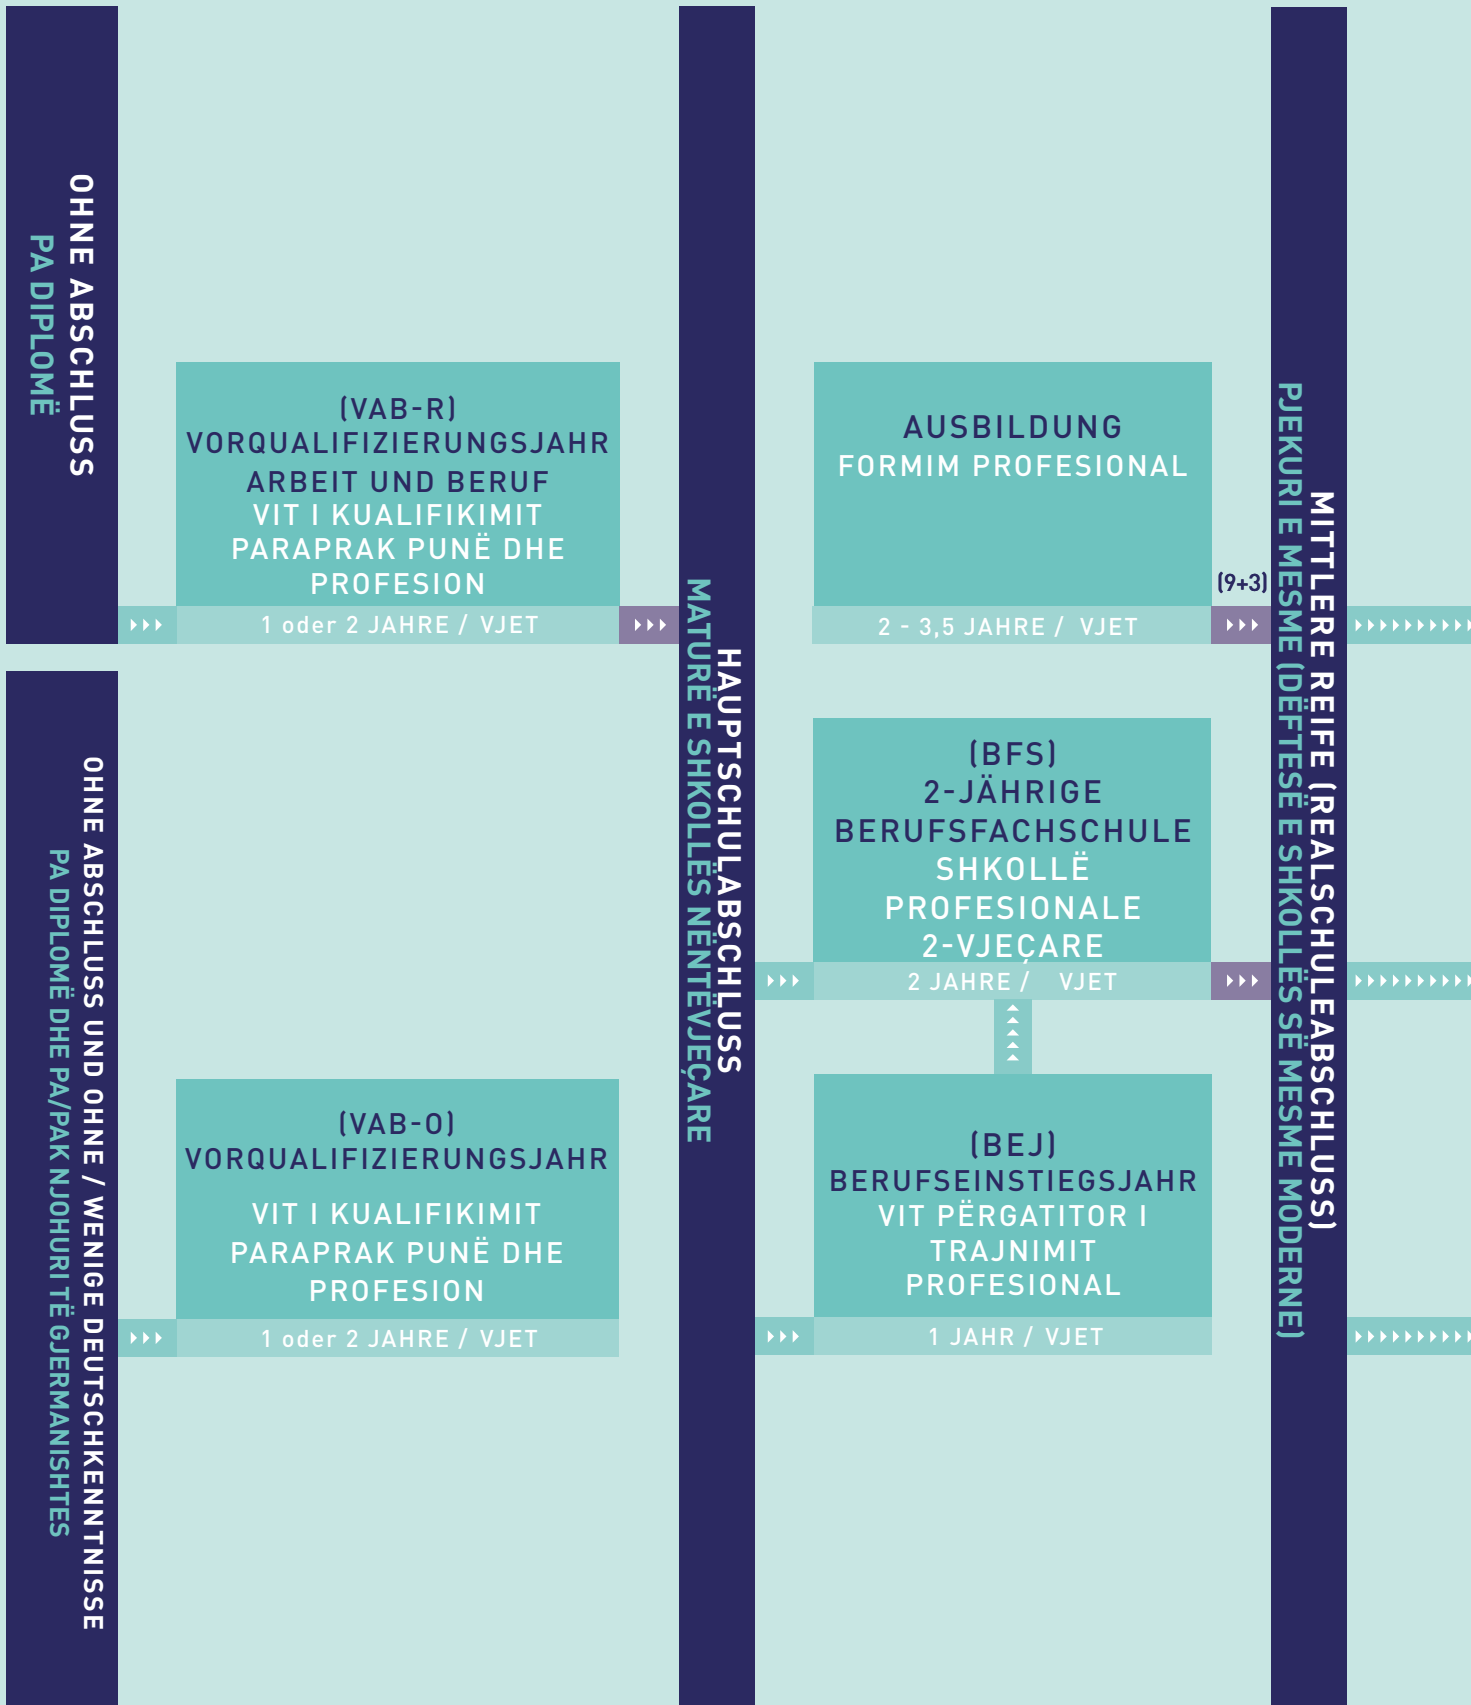 OHNE ABSCHLUSS
PA DIPLOMË
(VAB-R)
VORQUALIFIZIERUNGSJAHR
ARBEIT UND BERUF
VIT I KUALIFIKIMIT
PARAPRAK PUNË DHE
PROFESION
1 oder 2 JAHRE / VJET
OHNE ABSCHLUSS UND OHNE / WENIGE DEUTSCHKENNTNISSE
PA DIPLOMË DHE PA/PAK NJOHURI TË GJERMANISHTES
(VAB-O)
VORQUALIFIZIERUNGSJAHR
VIT I KUALIFIKIMIT
PARAPRAK PUNË DHE
PROFESION
1 oder 2 JAHRE / VJET
HAUPTSCHULABSCHLUSS
MATURË E SHKOLLËS NËNTËVJEÇARE
AUSBILDUNG
FORMIM PROFESIONAL
2 - 3,5 JAHRE / VJET
(9+3)
(BFS)
2-JÄHRIGE
BERUFSFACHSCHULE
SHKOLLË
PROFESIONALE
2-VJEÇARE
2 JAHRE / VJET
(BEJ)
BERUFSEINSTIEGSJAHR
VIT PËRGATITOR I
TRAJNIMIT
PROFESIONAL
1 JAHR / VJET
MITTLERE REIFE (REALSCHULEABSCHLUSS)
PJEKURI E MESME (DËFTESË E SHKOLLËS SË MESME MODERNE)